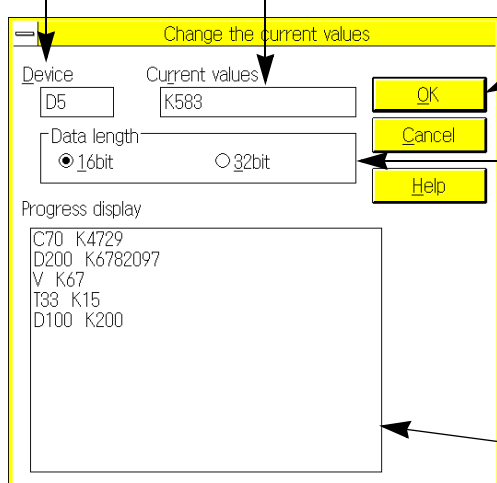 Change the current values
Device
Current values
D5
K583
OK
Data length
16bit
32bit
Cancel
Help
Progress display
C70 K4729
D200 K6782097
V K67
T33 K15
D100 K200